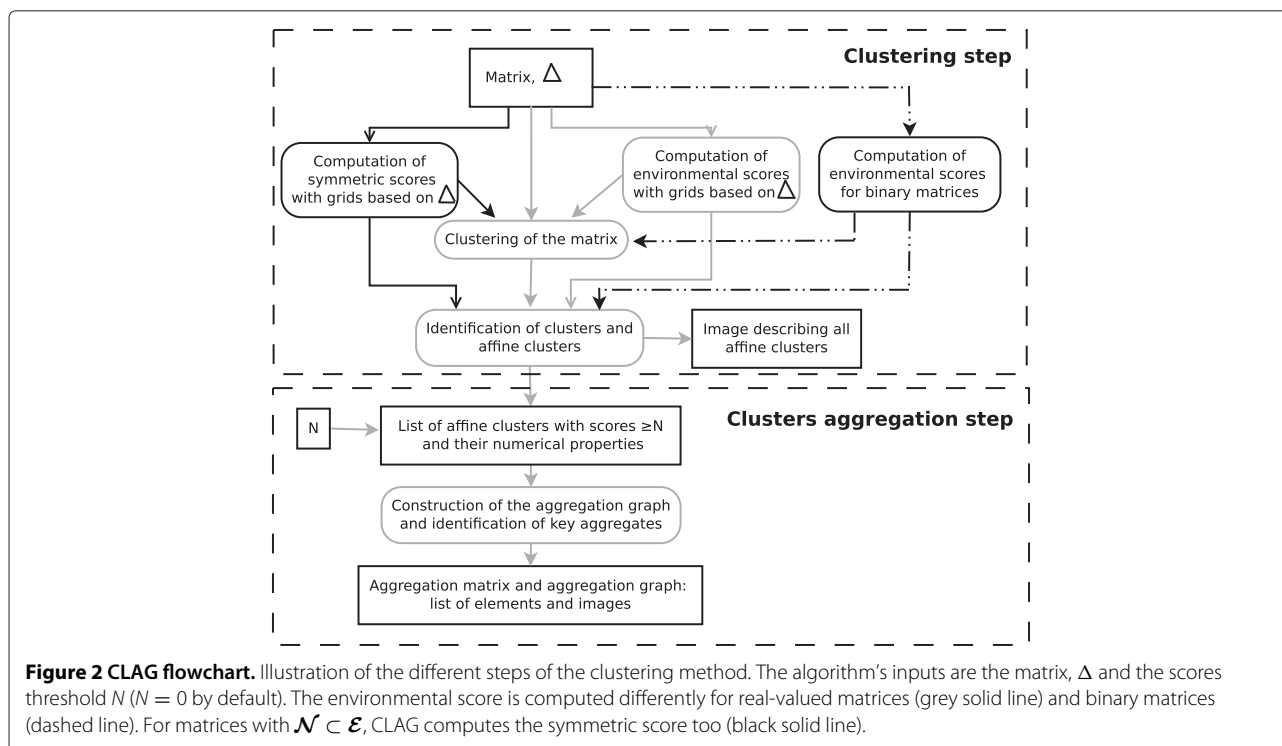 Clustering step
Matrix, Δ
Computation of
symmetric scores
with grids based on Δ
Computation of
environmental scores
with grids based on Δ
Computation of
environmental scores
for binary matrices
Clustering of the matrix
Identification of clusters and
affine clusters
Image describing all
affine clusters
Clusters aggregation step
N
List of affine clusters with scores ≥N
and their numerical properties
Construction of the aggregation graph
and identification of key aggregates
Aggregation matrix and aggregation graph:
list of elements and images
Figure 2 CLAG flowchart. Illustration of the different steps of the clustering method. The algorithm's inputs are the matrix, Δ and the scores
threshold N (N = 0 by default). The environmental score is computed differently for real-valued matrices (grey solid line) and binary matrices
(dashed line). For matrices with 𝓝 ⊂ 𝓔, CLAG computes the symmetric score too (black solid line).